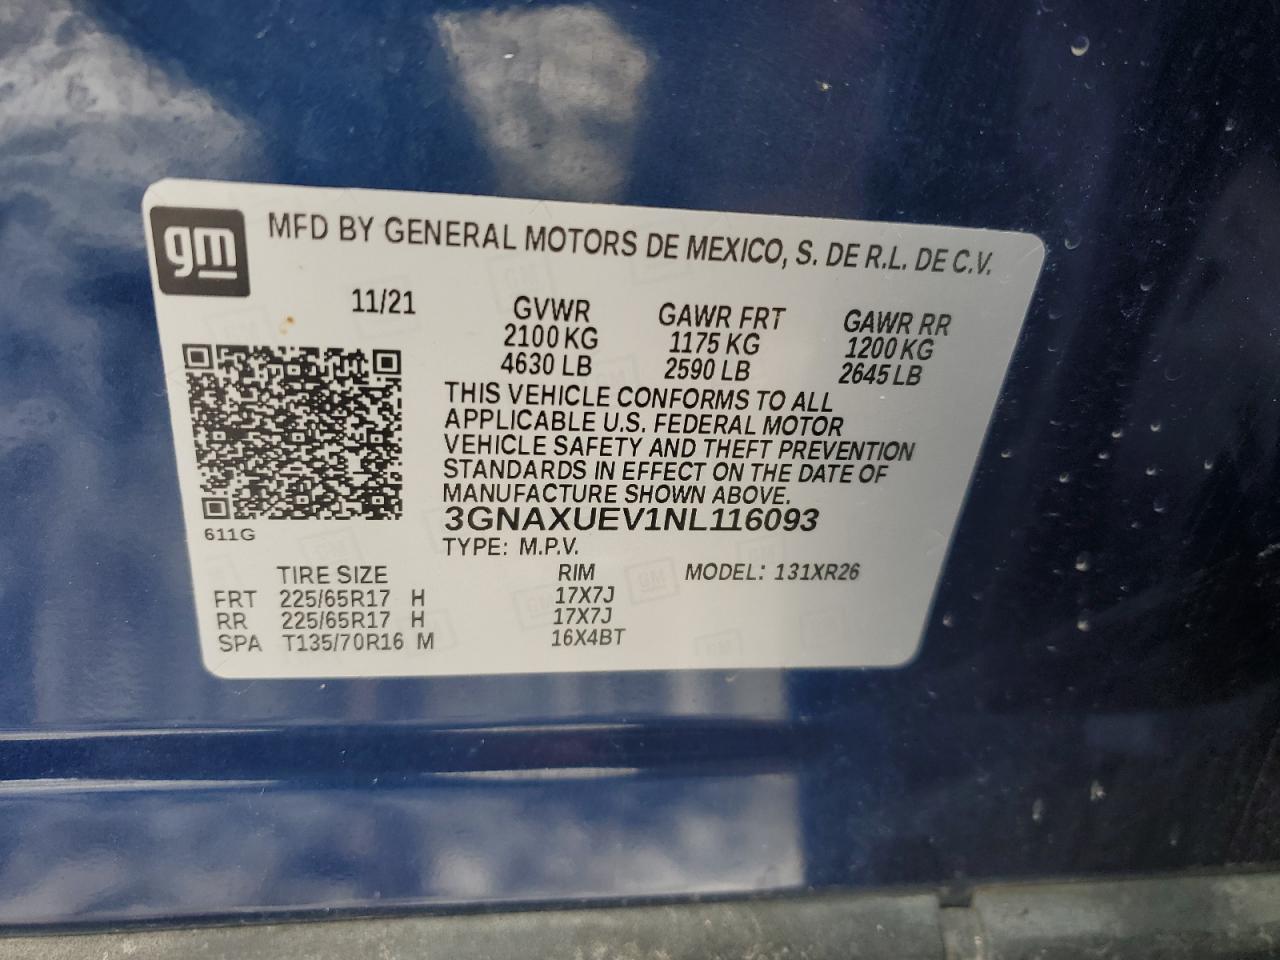 gm
MFD BY GENERAL MOTORS DE MEXICO, S. DE R.L. DE C.V.
11/21 GVWR GAWR FRT GAWR RR
2100 KG 1175 KG 1200 KG
4630 LB 2590 LB 2645 LB
THIS VEHICLE CONFORMS TO ALL
APPLICABLE U.S. FEDERAL MOTOR
VEHICLE SAFETY AND THEFT PREVENTION
STANDARDS IN EFFECT ON THE DATE OF
MANUFACTURE SHOWN ABOVE.
611G
3GNAXUEV1NL116093
TYPE: M.P.V.
TIRE SIZE RIM MODEL: 131XR26
FRT 225/65R17 H 17X7J
RR 225/65R17 H 17X7J
SPA T135/70R16 M 16X4BT